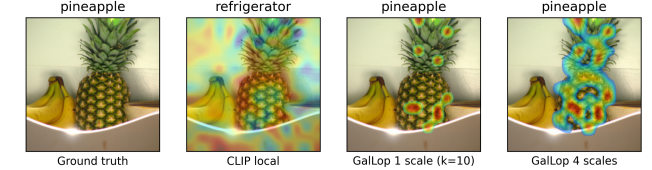 pineapple
refrigerator
pineapple
pineapple
Ground truth
CLIP local
GalLop 1 scale (k=10)
GalLop 4 scales